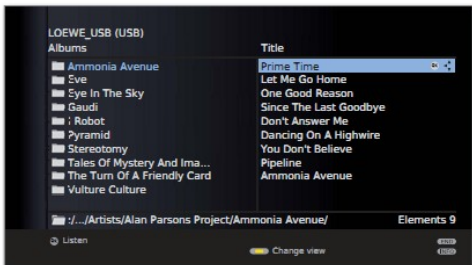 LOEWE_USB (USB)
Albums
Ammonia Avenue
Eve
Eye In The Sky
Gaudi
I Robot
Pyramid
Stereotomy
Tales Of Mystery And Ima...
The Turn Of A Friendly Card
Vulture Culture
Title
Prime Time
Let Me Go Home
One Good Reason
Since The Last Goodbye
Don't Answer Me
Dancing On A Highwire
You Don't Believe
Pipeline
Ammonia Avenue
:/.../Artists/Alan Parsons Project/Ammonia Avenue/ Elements 9
Listen
Change view
END
INFO